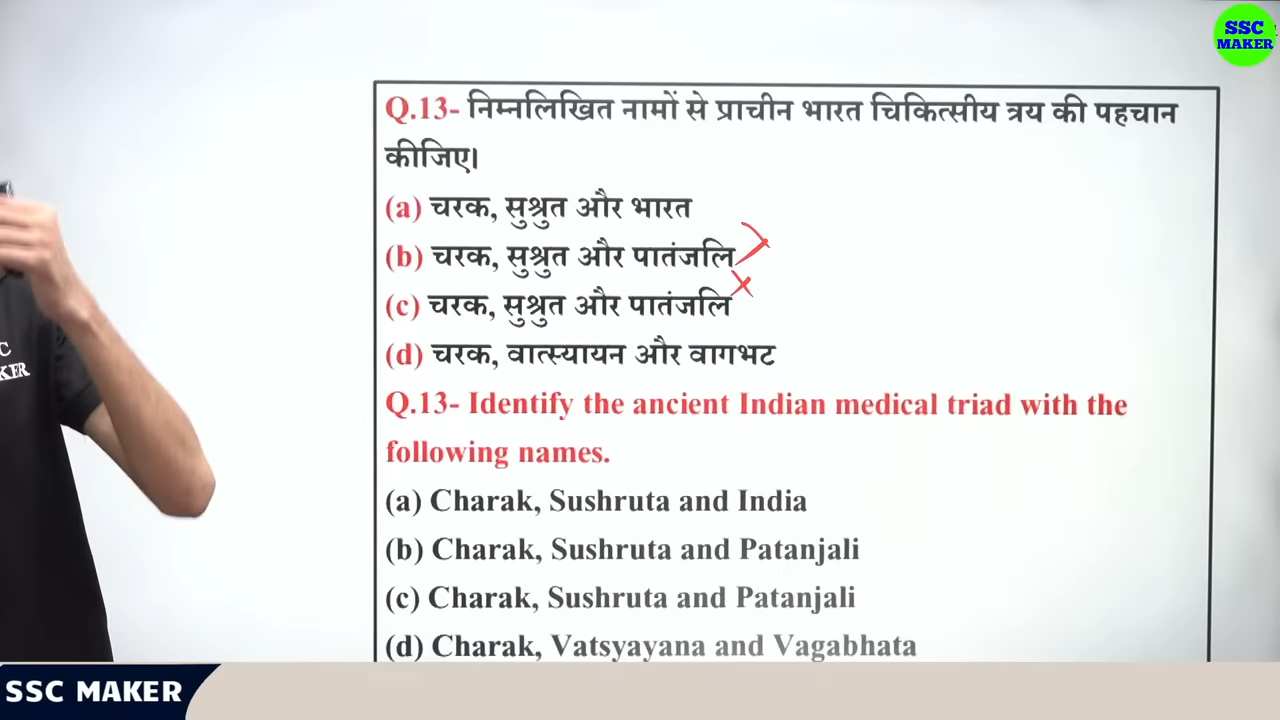 SSC
MAKER
Q.13- निम्नलिखित नामों से प्राचीन भारत चिकित्सीय त्रय की पहचान
कीजिए।
(a) चरक, सुश्रुत और भारत
(b) चरक, सुश्रुत और पातंजलि
(c) चरक, सुश्रुत और पातंजलि
(d) चरक, वात्स्यायन और वागभट
Q.13- Identify the ancient Indian medical triad with the
following names.
(a) Charak, Sushruta and India
(b) Charak, Sushruta and Patanjali
(c) Charak, Sushruta and Patanjali
(d) Charak, Vatsyayana and Vagabhata
C
KER
SSC MAKER